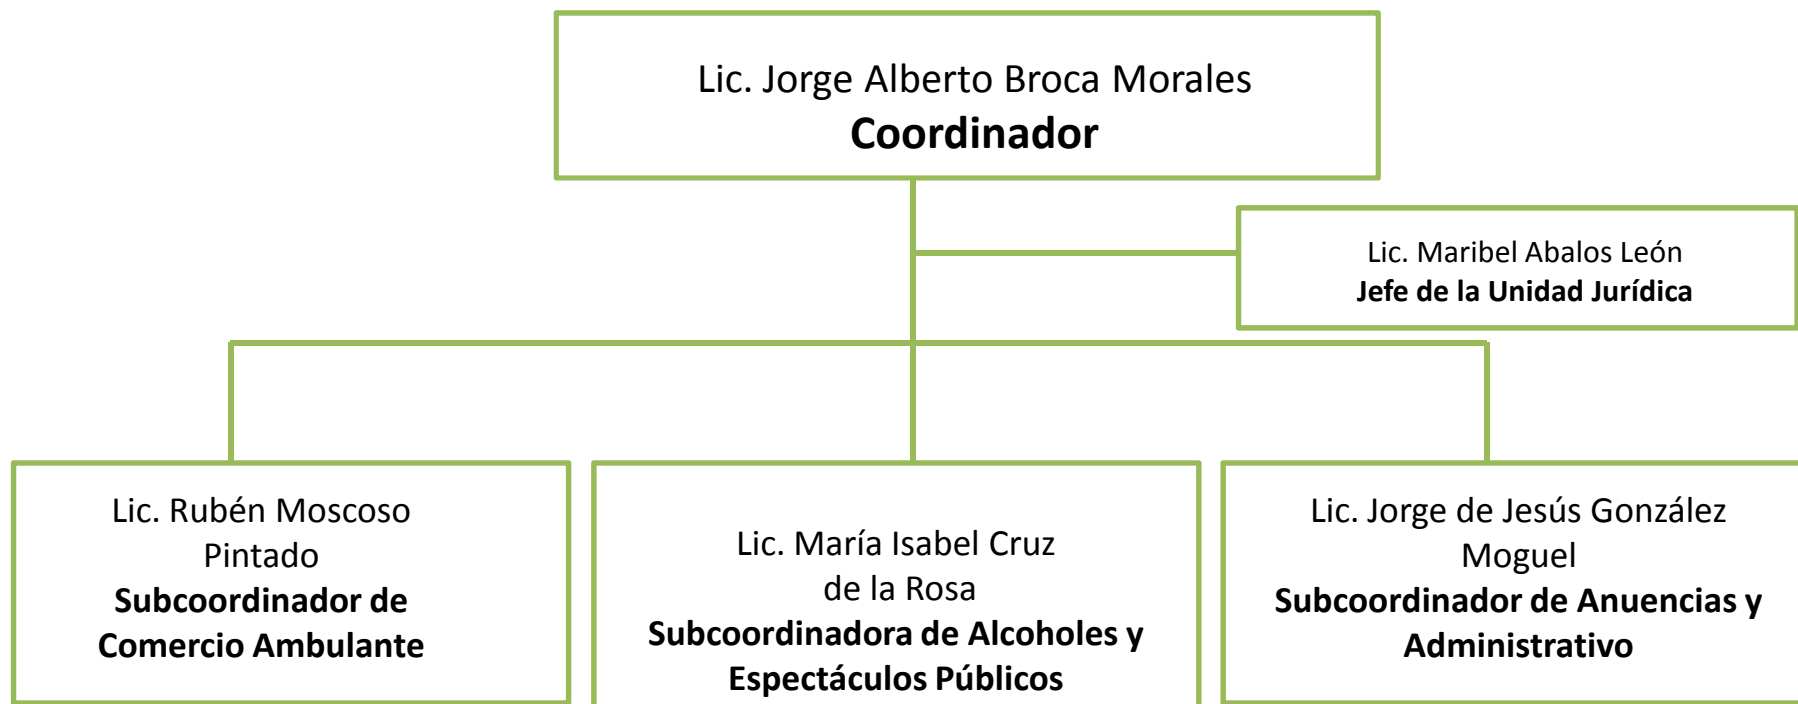 Lic. Jorge Alberto Broca Morales
Coordinador
Lic. Maribel Abalos León
Jefe de la Unidad Jurídica
Lic. Rubén Moscoso
Pintado
Subcoordinador de
Comercio Ambulante
Lic. María Isabel Cruz
de la Rosa
Subcoordinadora de Alcoholes y
Espectáculos Públicos
Lic. Jorge de Jesús González
Moguel
Subcoordinador de Anuencias y
Administrativo